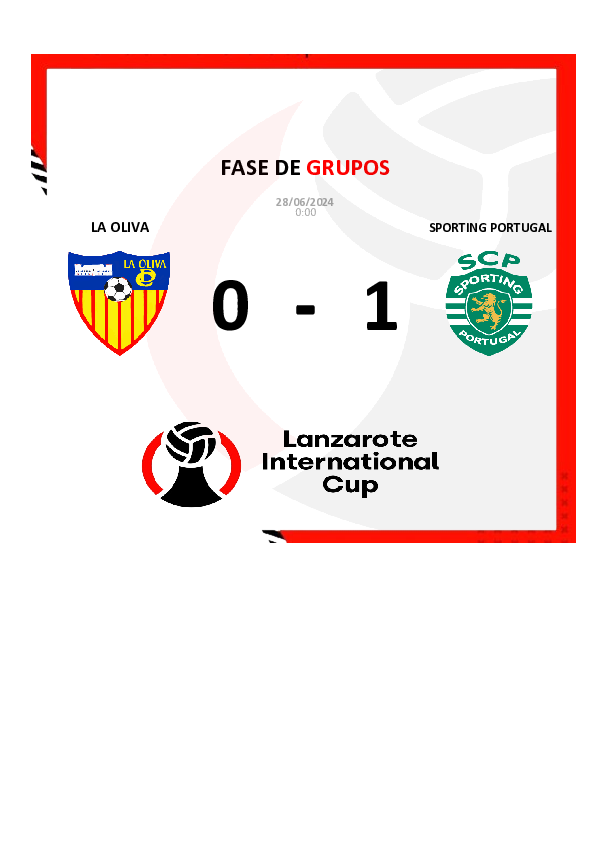 FASE DE GRUPOS
28/06/2024
0:00
LA OLIVA
SPORTING PORTUGAL
LA OLIVA
SCP
SPORTING
PORTUGAL
0 - 1
Lanzarote
International
Cup